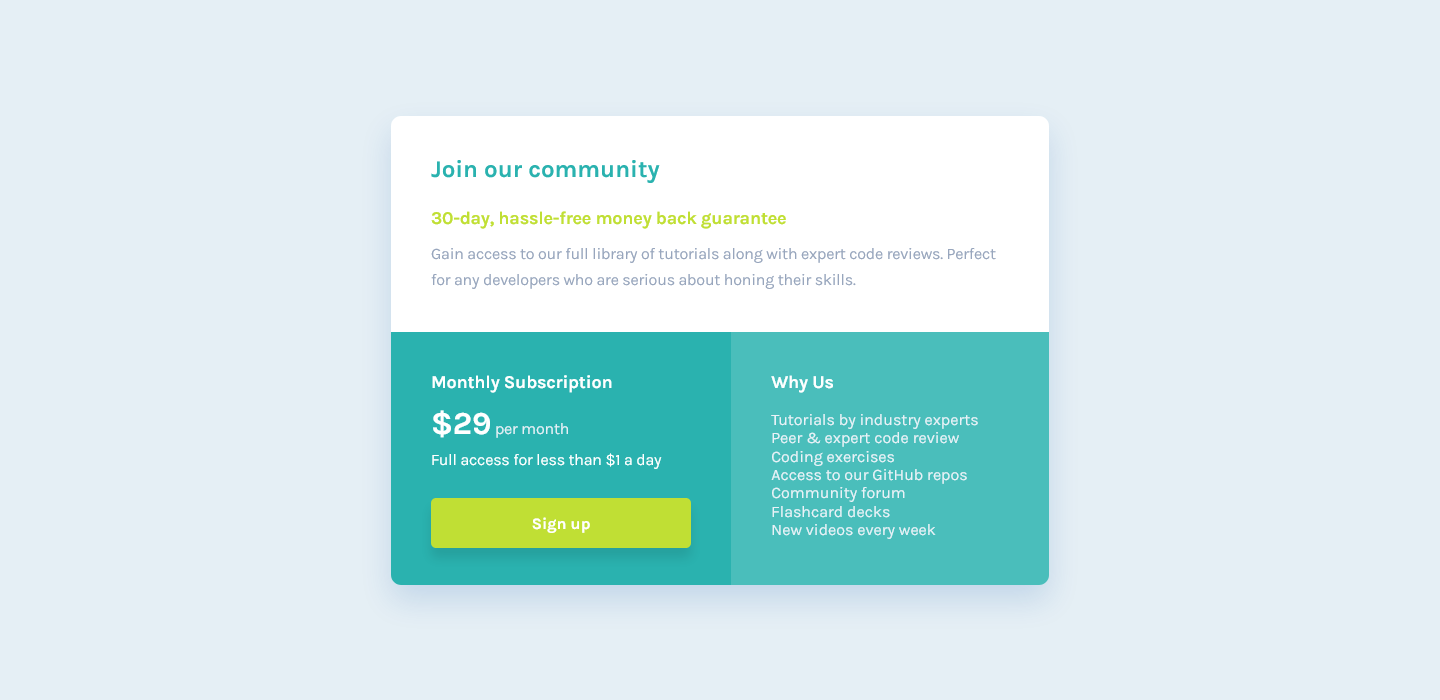 Join our community
30-day, hassle-free money back guarantee
Gain access to our full library of tutorials along with expert code reviews. Perfect
for any developers who are serious about honing their skills.
Monthly Subscription
$29 per month
Full access for less than $1 a day
Sign up
Why Us
Tutorials by industry experts
Peer & expert code review
Coding exercises
Access to our GitHub repos
Community forum
Flashcard decks
New videos every week